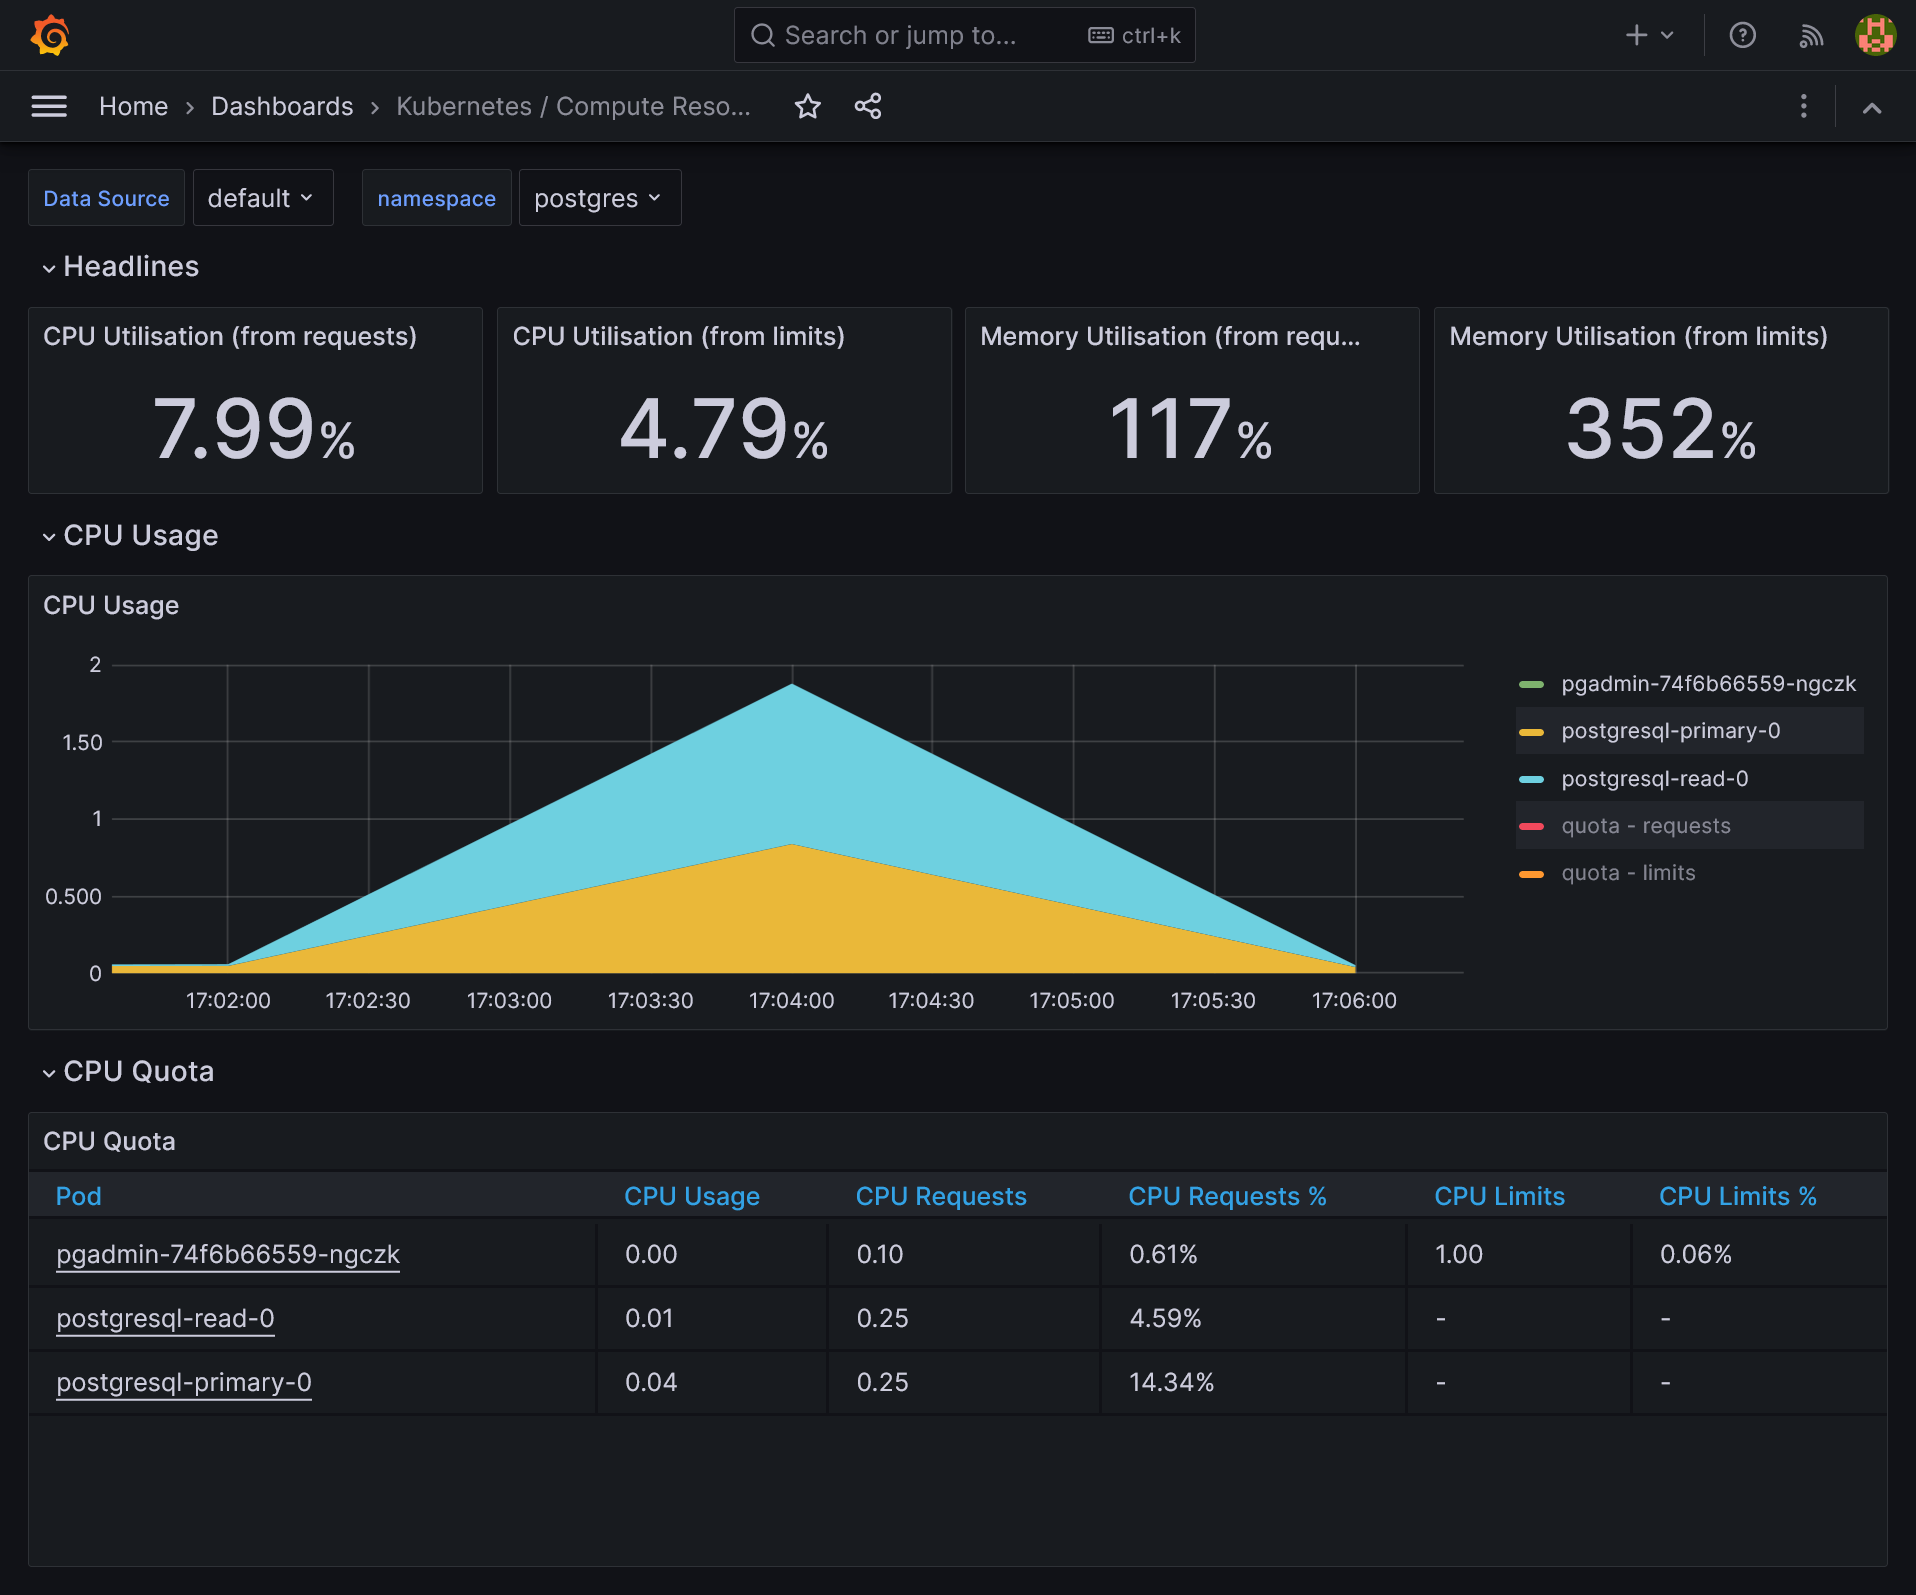 Search or jump to... ctrl+k
Home › Dashboards › Kubernetes / Compute Reso...
Data Source default namespace postgres
Headlines
CPU Utilisation (from requests) CPU Utilisation (from limits) Memory Utilisation (from requ... Memory Utilisation (from limits)
7.99% 4.79% 117% 352%
CPU Usage
CPU Usage
2
1.50
1
0.500
0
17:02:00 17:02:30 17:03:00 17:03:30 17:04:00 17:04:30 17:05:00 17:05:30 17:06:00
pgadmin-74f6b66559-ngczk
postgresql-primary-0
postgresql-read-0
quota - requests
quota - limits
CPU Quota
CPU Quota
Pod CPU Usage CPU Requests CPU Requests % CPU Limits CPU Limits %
pgadmin-74f6b66559-ngczk 0.00 0.10 0.61% 1.00 0.06%
postgresql-read-0 0.01 0.25 4.59% - -
postgresql-primary-0 0.04 0.25 14.34% - -